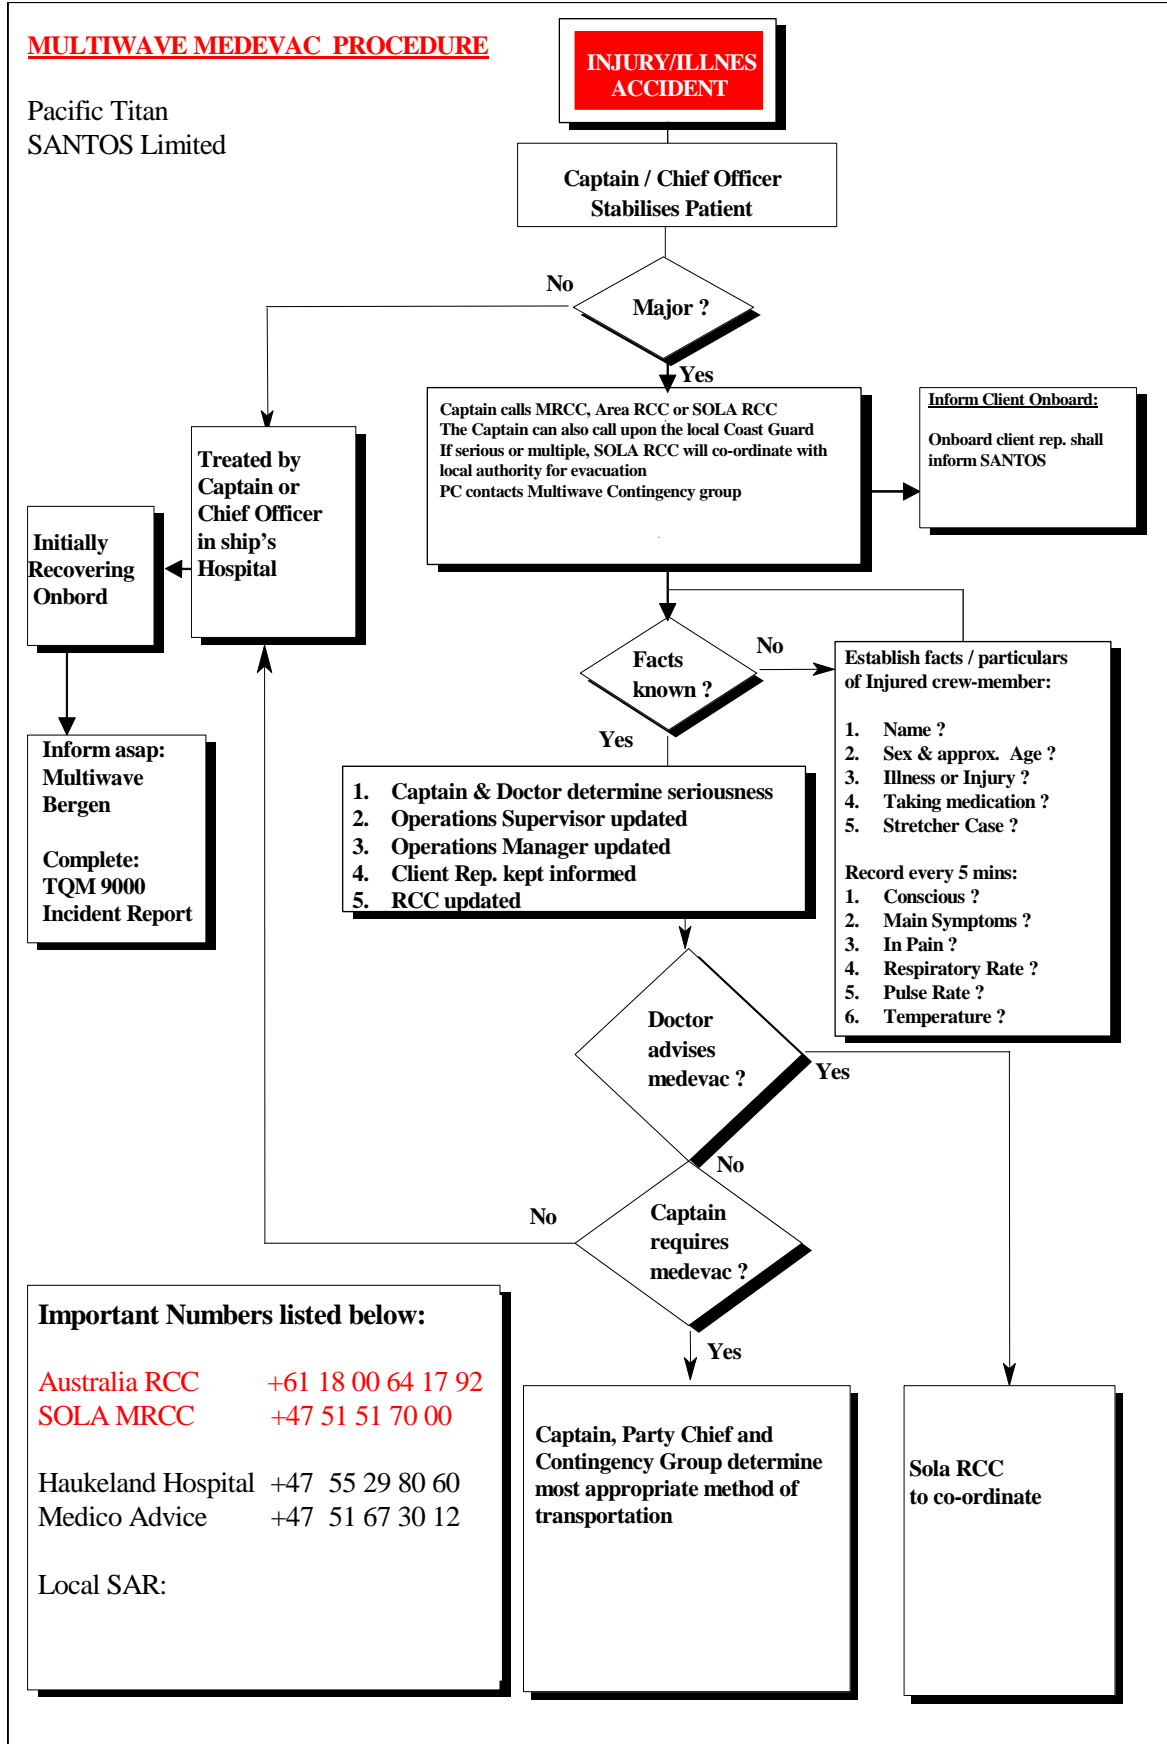 MULTIWAVE MEDEVAC  PROCEDURE
Pacific Titan
SANTOS Limited
INJURY/ILLNES
ACCIDENT
Captain / Chief Officer
Stabilises Patient
Major ?
No
Yes
Captain calls MRCC, Area RCC or SOLA RCC
The Captain can also call upon the local Coast Guard
If serious or multiple, SOLA RCC will co-ordinate with
local authority for evacuation
PC contacts Multiwave Contingency group
Inform Client Onboard:
Onboard client rep. shall
inform SANTOS
Treated by
Captain or
Chief Officer
in ship's
Hospital
Initially
Recovering
Onbord
Inform asap:
Multiwave
Bergen
Complete:
TQM 9000
Incident Report
Facts
known ?
No
Yes
Establish facts / particulars
of Injured crew-member:
1. Name ?
2. Sex & approx.  Age ?
3. Illness or Injury ?
4. Taking medication ?
5. Stretcher Case ?
Record every 5 mins:
1. Conscious ?
2. Main Symptoms ?
3. In Pain ?
4. Respiratory Rate ?
5. Pulse Rate ?
6. Temperature ?
1. Captain & Doctor determine seriousness
2. Operations Supervisor updated
3. Operations Manager updated
4. Client Rep. kept informed
5. RCC updated
Doctor
advises
medevac ?
Yes
No
Captain
requires
medevac ?
No
Yes
Important Numbers listed below:
Australia RCC +61 18 00 64 17 92
SOLA MRCC +47 51 51 70 00
Haukeland Hospital +47  55 29 80 60
Medico Advice +47  51 67 30 12
Local SAR:
Captain, Party Chief and
Contingency Group determine
most appropriate method of
transportation
Sola RCC
to co-ordinate